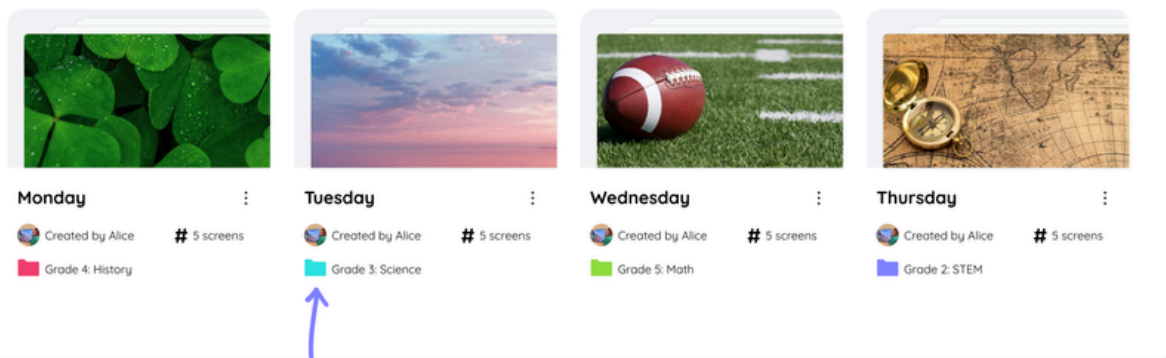 Monday
Created by Alice # 5 screens
Grade 4: History
Tuesday
Created by Alice # 5 screens
Grade 3: Science
Wednesday
Created by Alice # 5 screens
Grade 5: Math
Thursday
Created by Alice # 5 screens
Grade 2: STEM